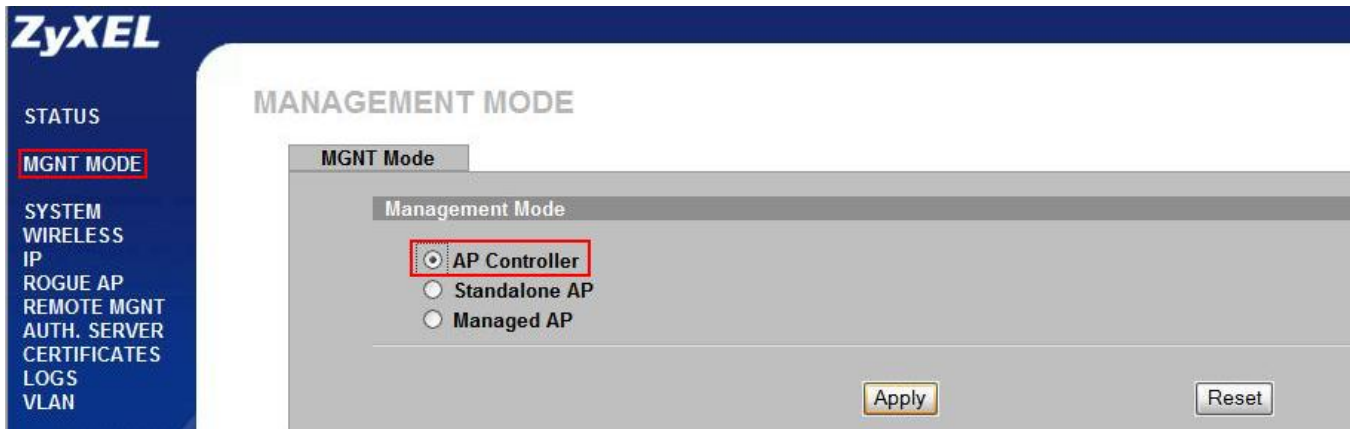 ZyXEL
STATUS
MGNT MODE
SYSTEM
WIRELESS
IP
ROGUE AP
REMOTE MGNT
AUTH. SERVER
CERTIFICATES
LOGS
VLAN
MANAGEMENT MODE
MGNT Mode
Management Mode
AP Controller
Standalone AP
Managed AP
Apply
Reset